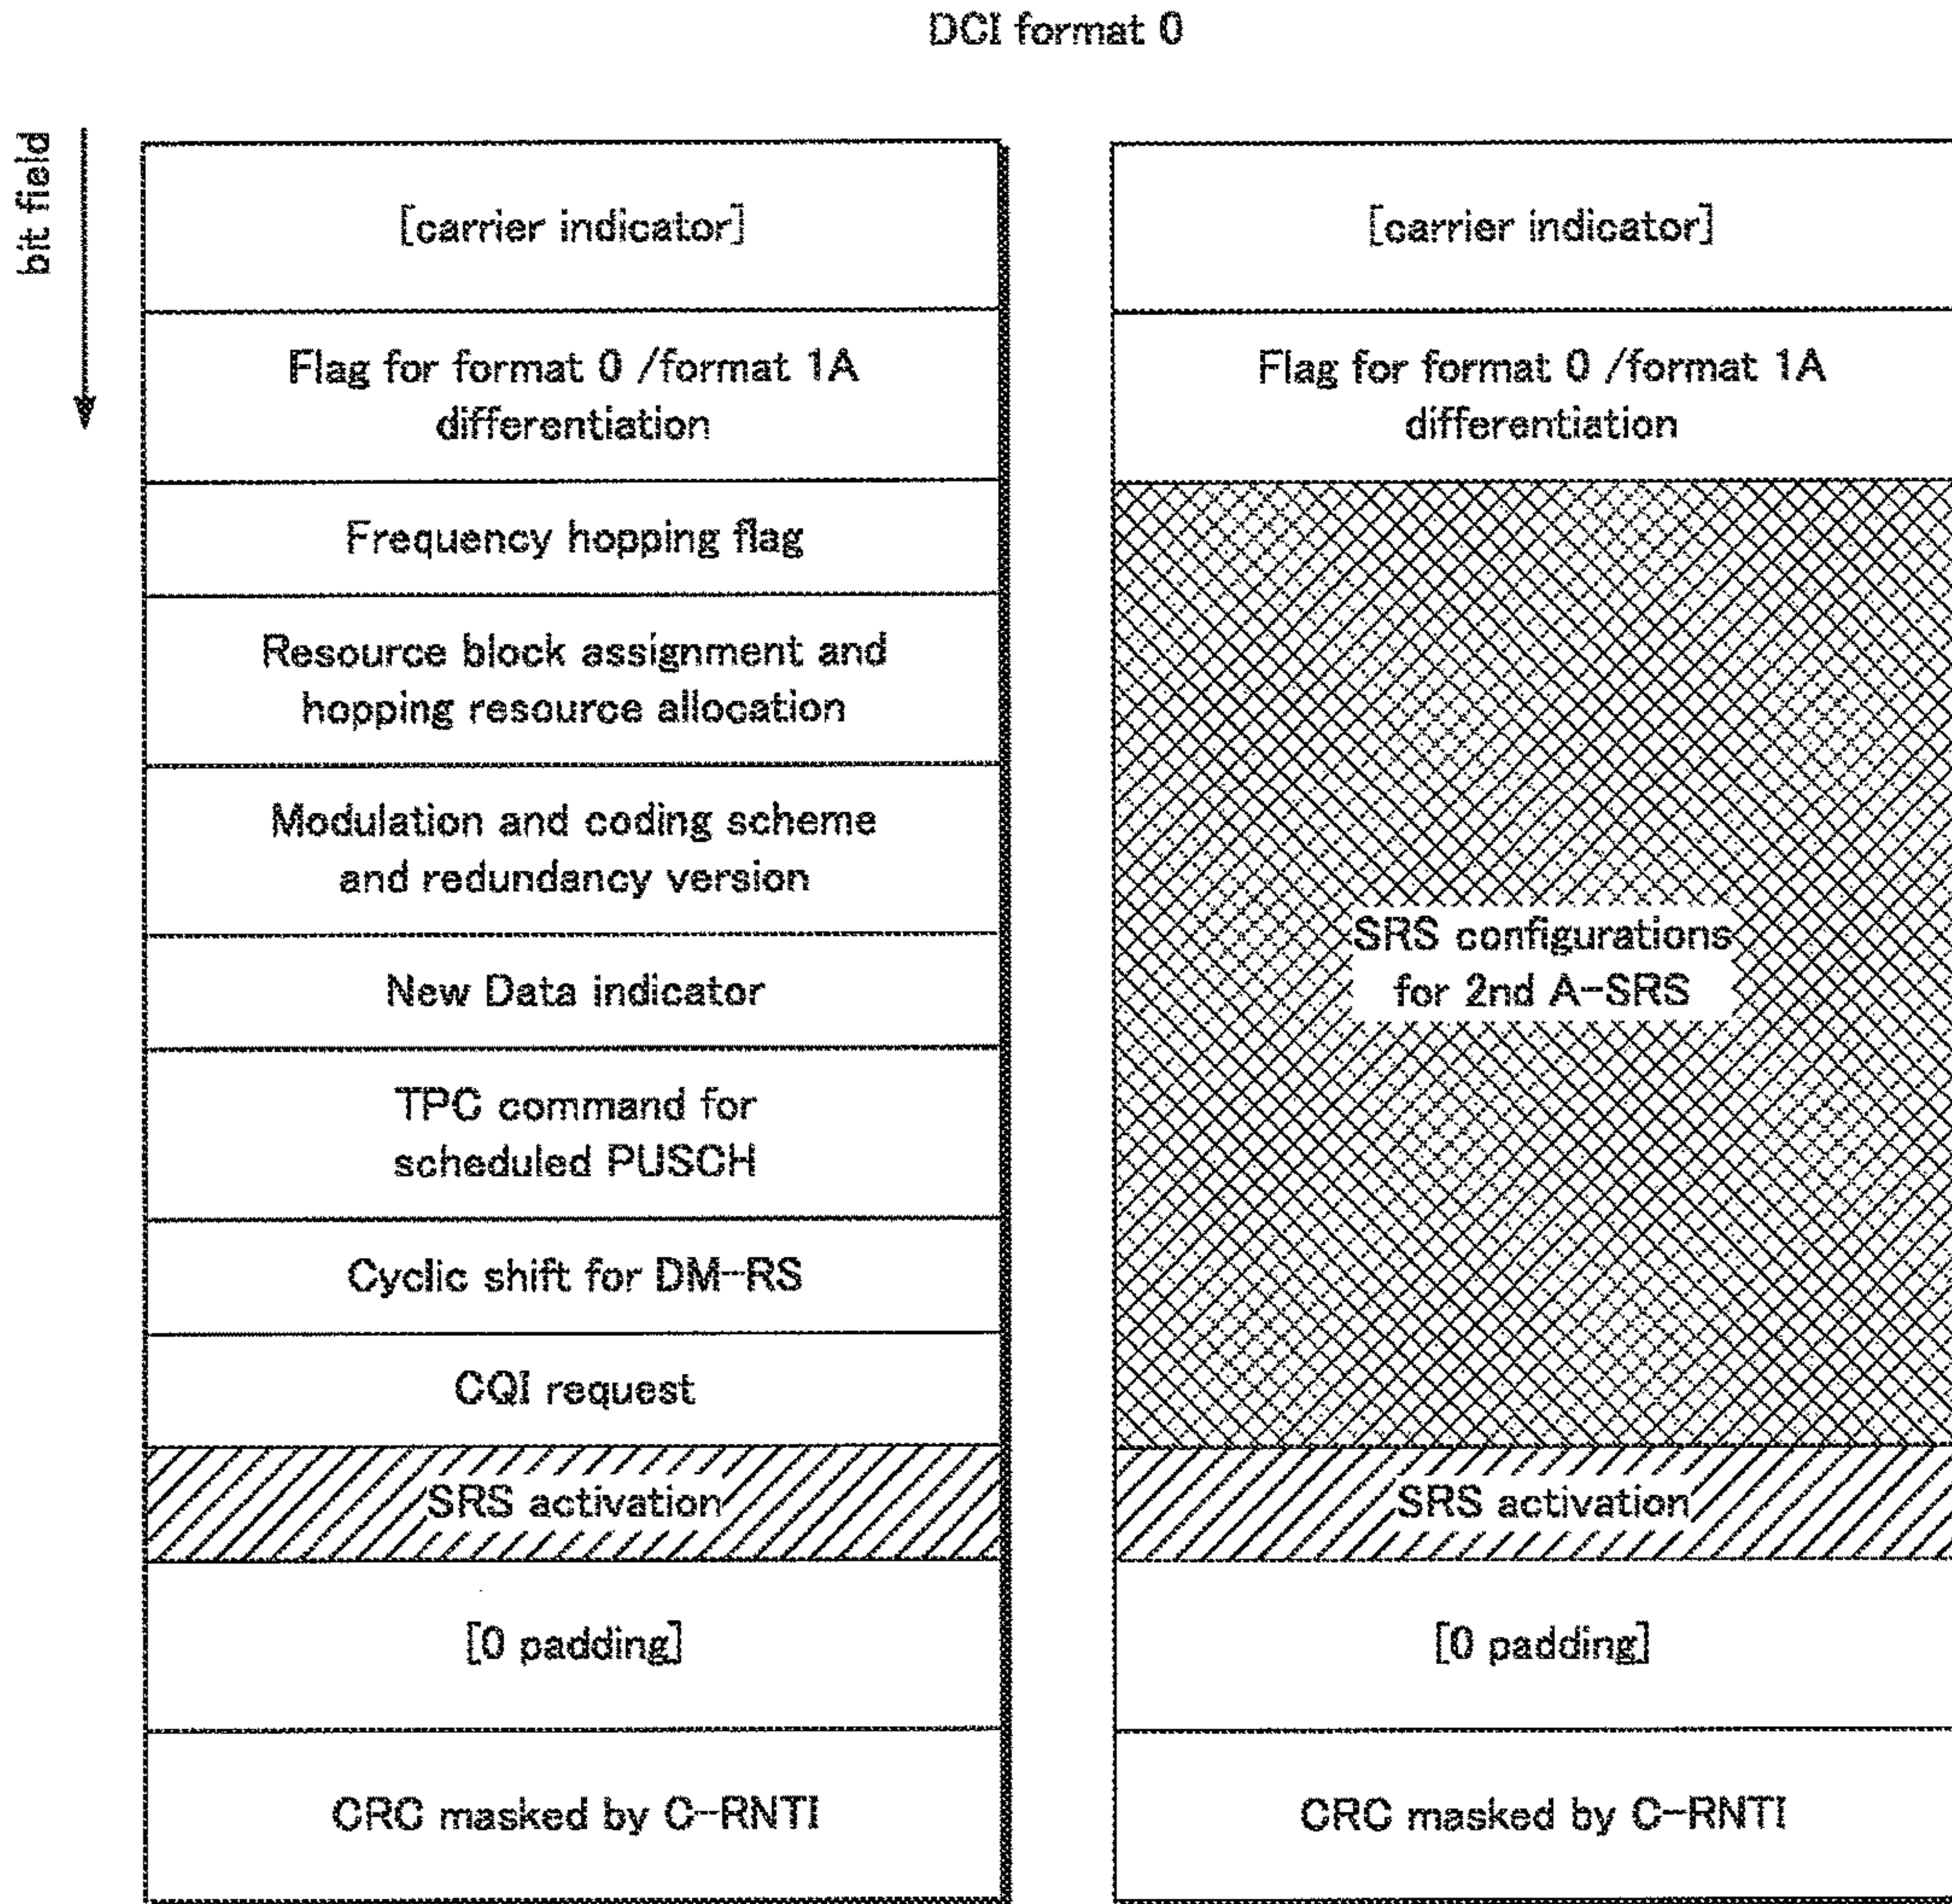 DCI format 0
bit field
[carrier indicator]
Flag for format 0 /format 1A
differentiation
Frequency hopping flag
Resource block assignment and
hopping resource allocation
Modulation and coding scheme
and redundancy version
New Data indicator
TPC command for
scheduled PUSCH
Cyclic shift for DM-RS
CQI request
SRS activation
[0 padding]
CRC masked by C-RNTI
[carrier indicator]
Flag for format 0 /format 1A
differentiation
SRS configurations
for 2nd A-SRS
SRS activation
[0 padding]
CRC masked by C-RNTI